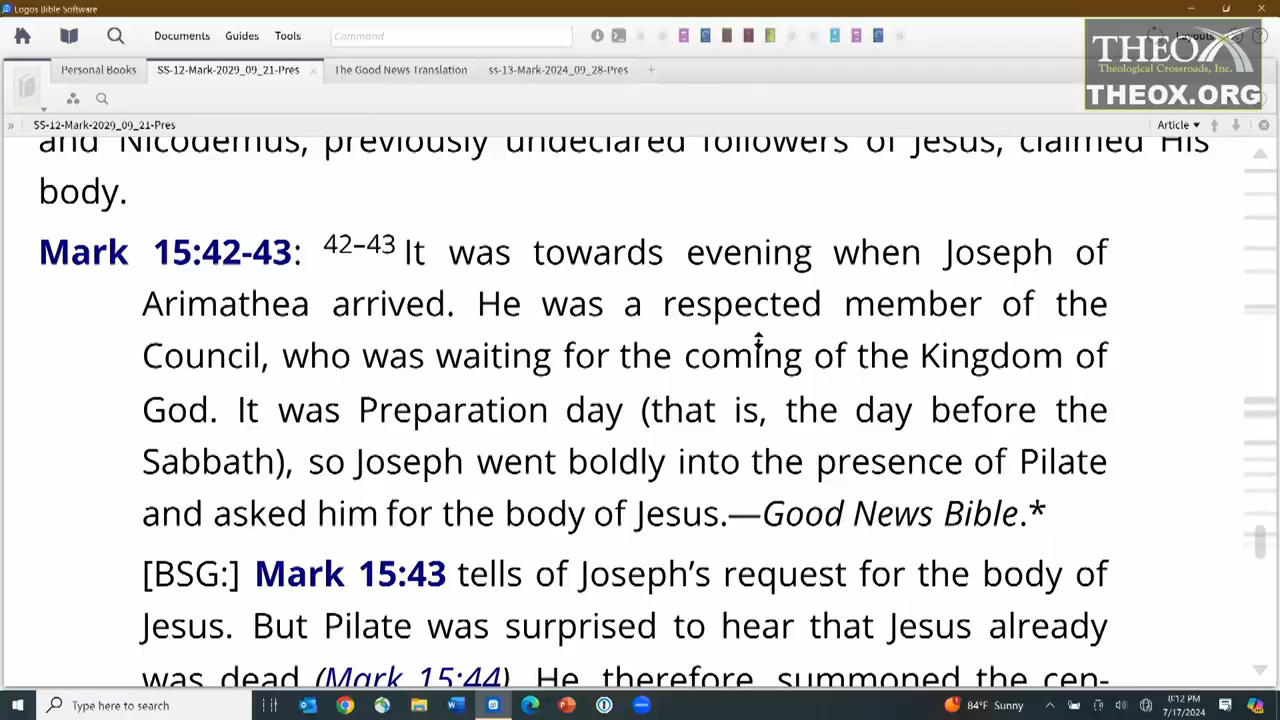 Logos Bible Software
Documents Guides Tools Command Layouts
THEOX
Theological Crossroads, Inc.
THEOX.ORG
Personal Books SS-12-Mark-2029_09_21-Pres The Good News ss-13-Mark-2024_09_28-Pres
SS-12-Mark-2029_09_21-Pres Article
and Nicodemus, previously undeclared followers of Jesus, claimed His
body.
Mark 15:42-43: 42–43 It was towards evening when Joseph of
Arimathea arrived. He was a respected member of the
Council, who was waiting for the coming of the Kingdom of
God. It was Preparation day (that is, the day before the
Sabbath), so Joseph went boldly into the presence of Pilate
and asked him for the body of Jesus.—Good News Bible.*
[BSG:] Mark 15:43 tells of Joseph’s request for the body of
Jesus. But Pilate was surprised to hear that Jesus already
was dead (Mark 15:44). He therefore summoned the cen-
Type here to search 84°F Sunny 8:12 PM
7/17/2024